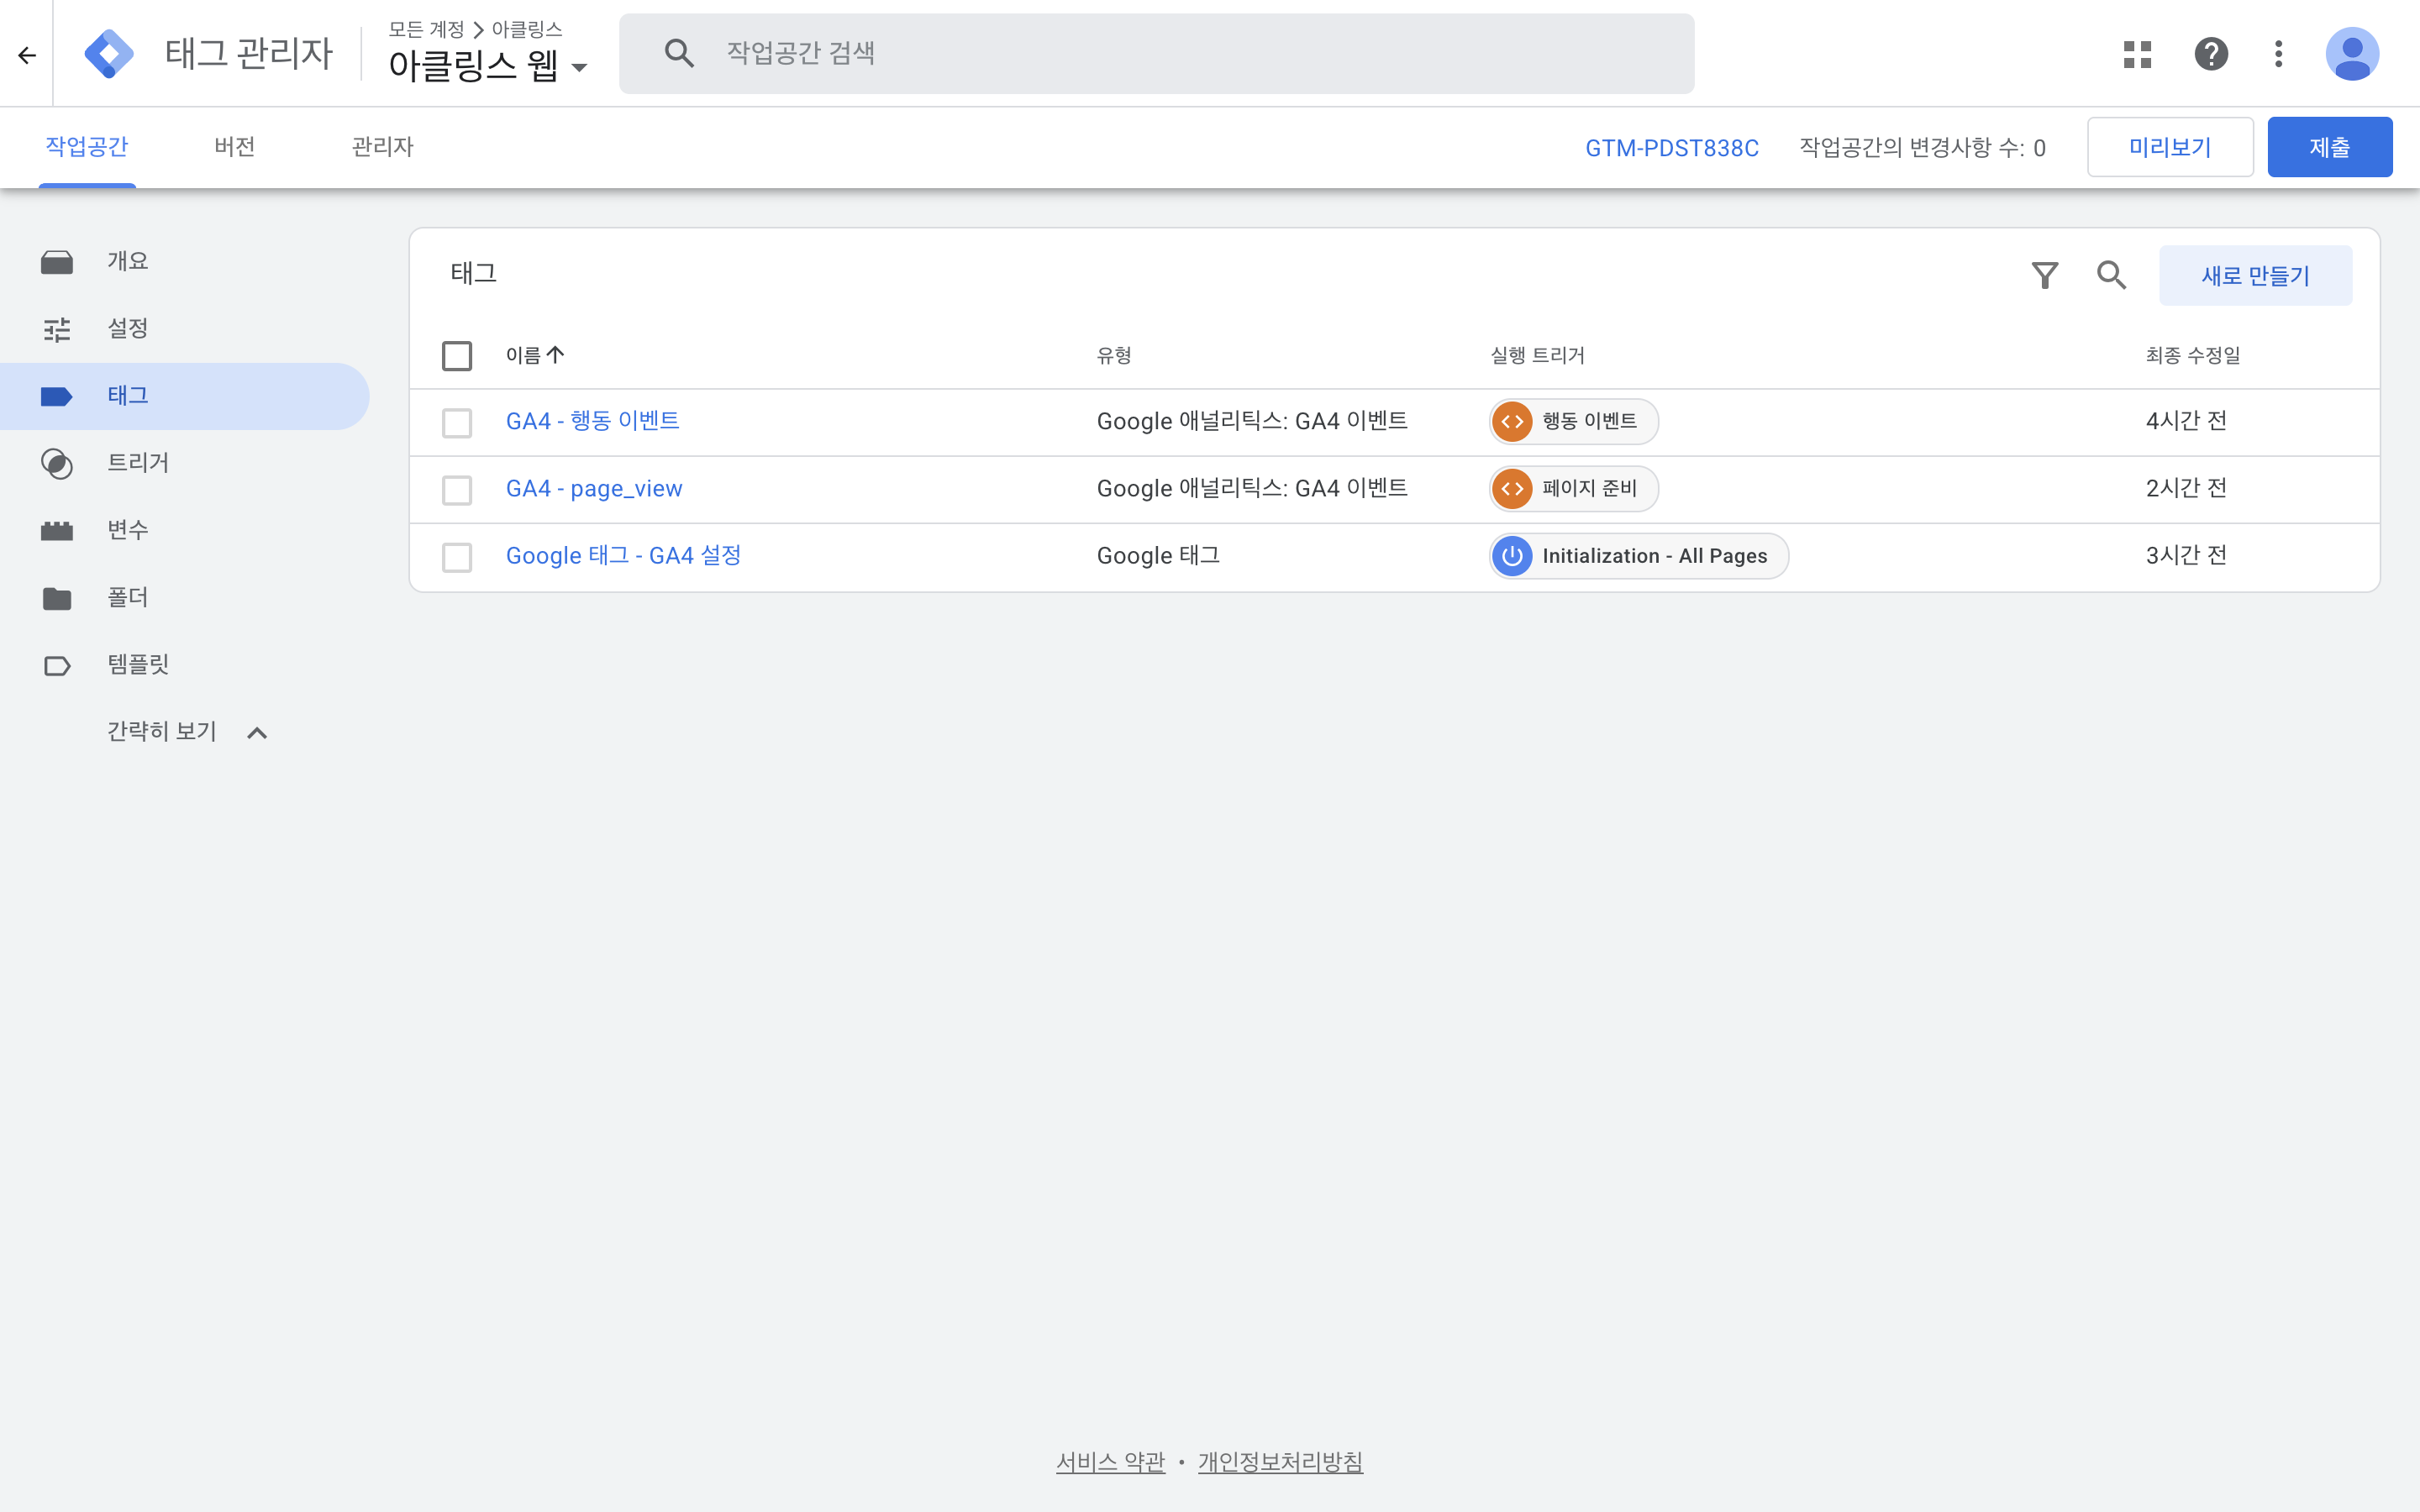 태그 관리자
모든 계정 > 아클링스
아클링스 웹
작업공간 검색
작업공간 버전 관리자 GTM-PDST838C 작업공간의 변경사항 수: 0 미리보기 제출
개요
설정
태그
트리거
변수
폴더
템플릿
간략히 보기
태그 새로 만들기
이름 유형 실행 트리거 최종 수정일
GA4 - 행동 이벤트 Google 애널리틱스: GA4 이벤트 행동 이벤트 4시간 전
GA4 - page_view Google 애널리틱스: GA4 이벤트 페이지 준비 2시간 전
Google 태그 - GA4 설정 Google 태그 Initialization - All Pages 3시간 전
서비스 약관 • 개인정보처리방침